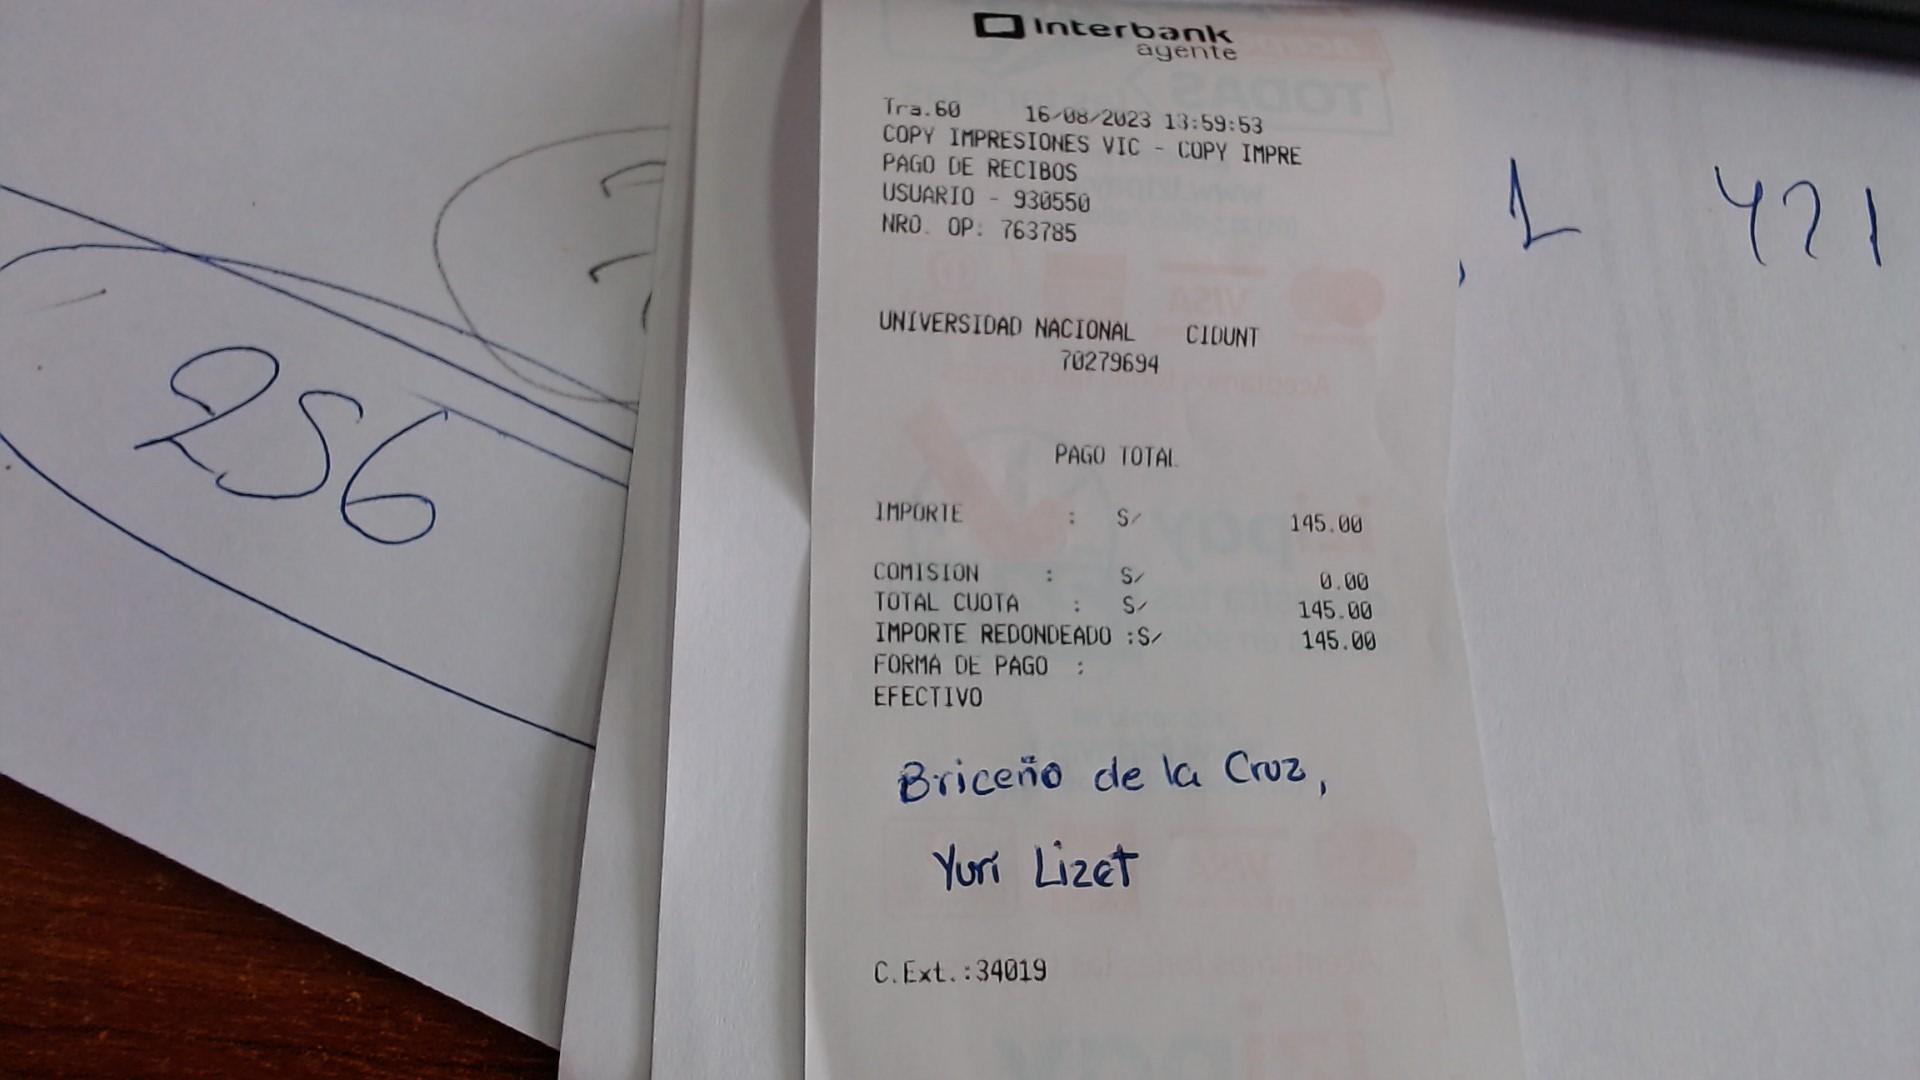 Interbank
agente
Tra.60 16/08/2023 13:59:53
COPY IMPRESIONES VIC - COPY IMPRE
PAGO DE RECIBOS
USUARIO - 930550
NRO. OP: 763785
UNIVERSIDAD NACIONAL CIDUNT
70279694
PAGO TOTAL
IMPORTE : S/ 145.00
COMISION : S/ 0.00
TOTAL CUOTA : S/ 145.00
IMPORTE REDONDEADO :S/ 145.00
FORMA DE PAGO :
EFECTIVO
Briceño de la Cruz,
Yuri Lizet
C.Ext.:34019
256